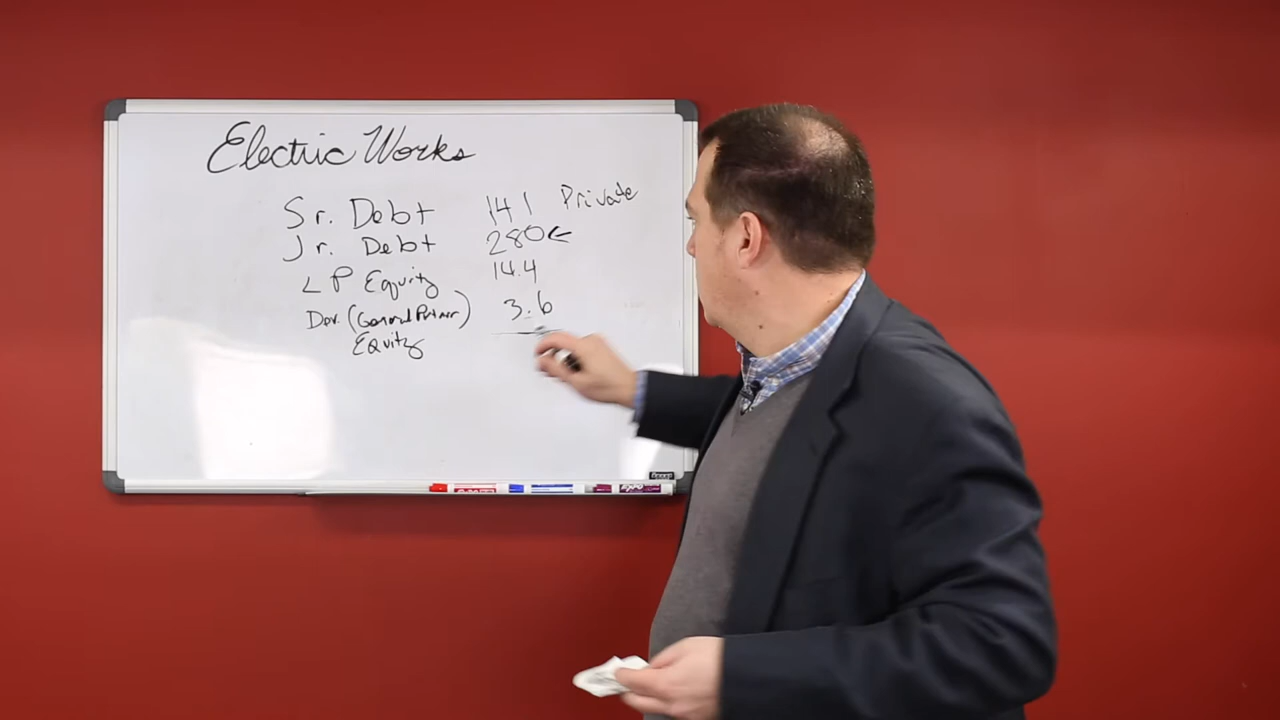 Electric Works
Sr. Debt 141 Private
Jr. Debt 280←
LP Equity 14.4
Dev. (General Partner) 3.6
Equity